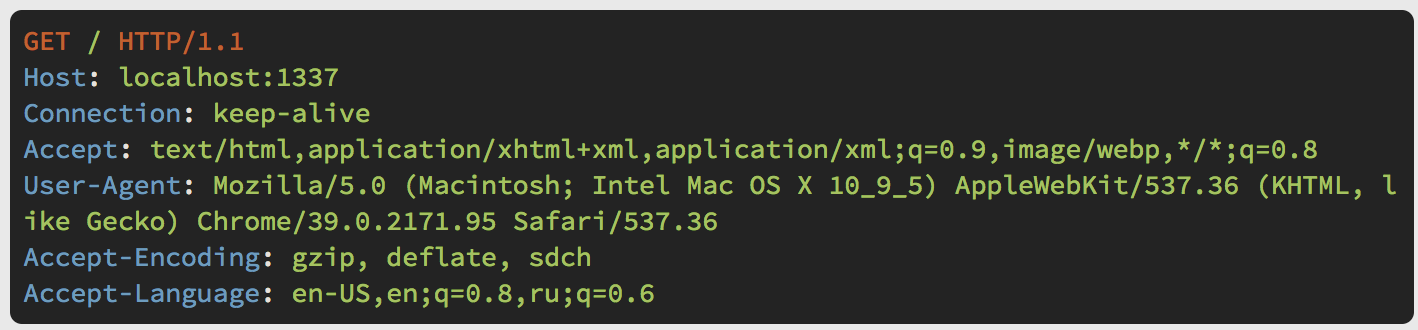 GET / HTTP/1.1
Host: localhost:1337
Connection: keep-alive
Accept: text/html,application/xhtml+xml,application/xml;q=0.9,image/webp,*/*;q=0.8
User-Agent: Mozilla/5.0 (Macintosh; Intel Mac OS X 10_9_5) AppleWebKit/537.36 (KHTML, l
ike Gecko) Chrome/39.0.2171.95 Safari/537.36
Accept-Encoding: gzip, deflate, sdch
Accept-Language: en-US,en;q=0.8,ru;q=0.6